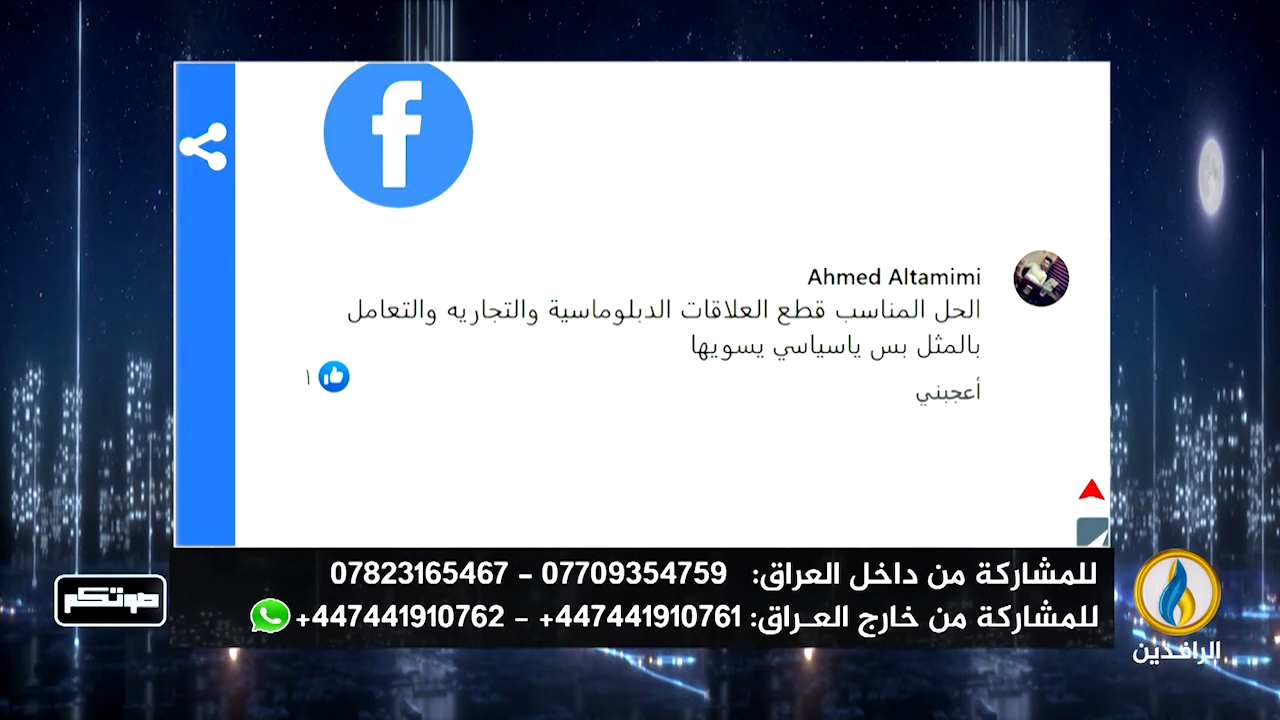 f
Ahmed Altamimi
الحل المناسب قطع العلاقات الدبلوماسية والتجاريه والتعامل
بالمثل بس ياسياسي يسويها
١
أعجبني
للمشاركة من داخل العراق: 07709354759 - 07823165467
للمشاركة من خارج العـراق: 447441910761+ - 447441910762+
صوتكم
الرافدين